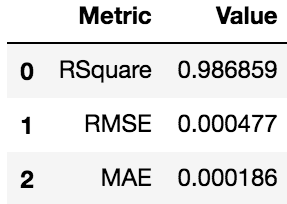 Metric Value
0 RSquare 0.986859
1 RMSE 0.000477
2 MAE 0.000186